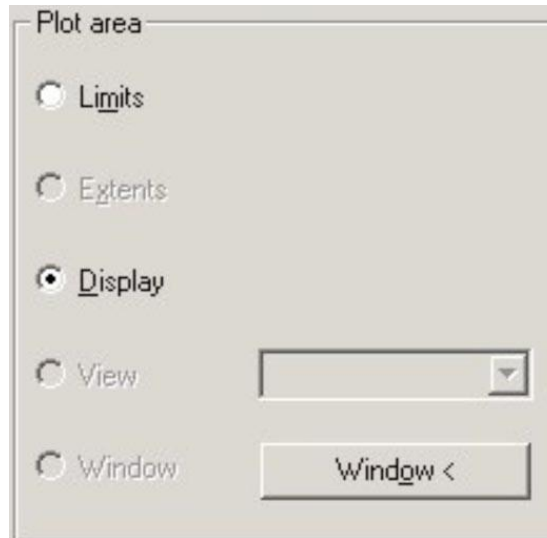 Plot area
Limits
Extents
Display
View
Window Window <